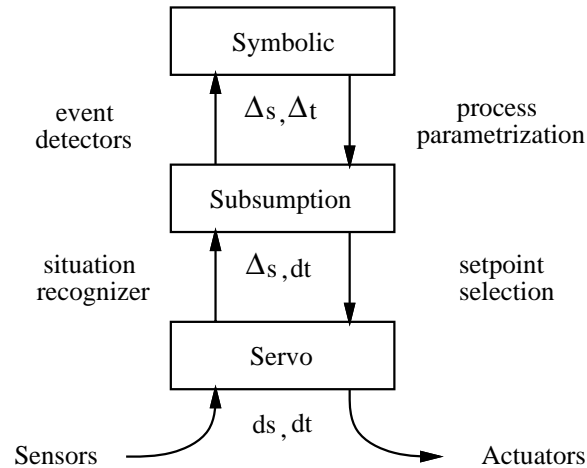 Symbolic
event
detectors
Δs, Δt
process
parametrization
Subsumption
situation
recognizer
Δs, dt
setpoint
selection
Servo
ds, dt
Sensors
Actuators